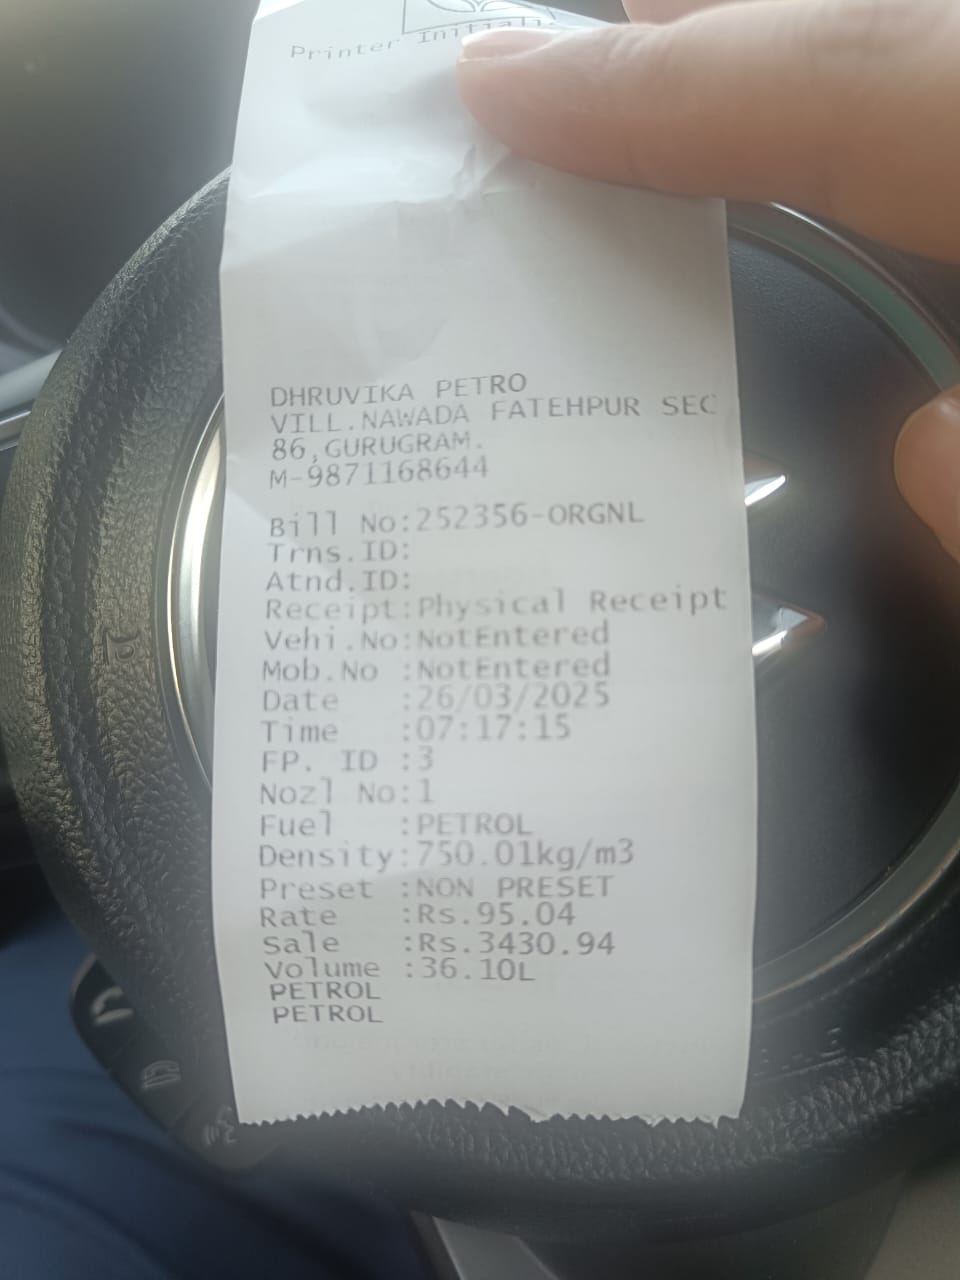 Printer
DHRUVIKA PETRO
VILL.NAWADA FATEHPUR SEC
86,GURUGRAM.
M-9871168644
Bill No:252356-ORGNL
Trns.ID:
Atnd.ID:
Receipt:Physical Receipt
Vehi.No:NotEntered
Mob.No :NotEntered
Date :26/03/2025
Time :07:17:15
FP. ID :3
Nozl No:1
Fuel :PETROL
Density:750.01kg/m3
Preset :NON PRESET
Rate :Rs.95.04
Sale :Rs.3430.94
Volume :36.10L
PETROL
PETROL